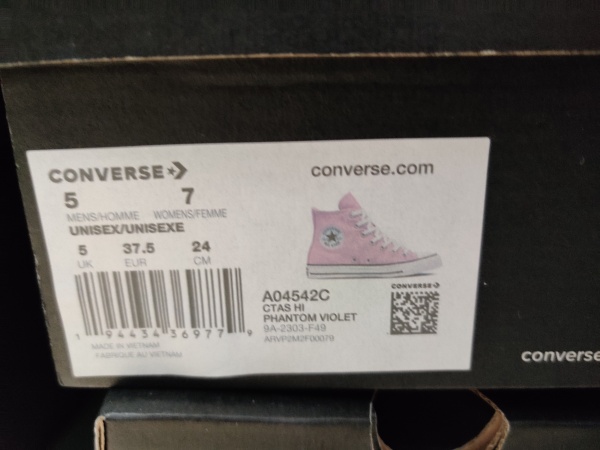 CONVERSE
converse.com
5 7
MENS/HOMME WOMENS/FEMME
UNISEX/UNISEXE
5 37.5 24
UK EUR CM
1 94434 36977 9
MADE IN VIETNAM
FABRIQUE AU VIETNAM
A04542C
CTAS HI
PHANTOM VIOLET
9A-2303-F49
ARVP2M2F00079
CONVERSE
converse